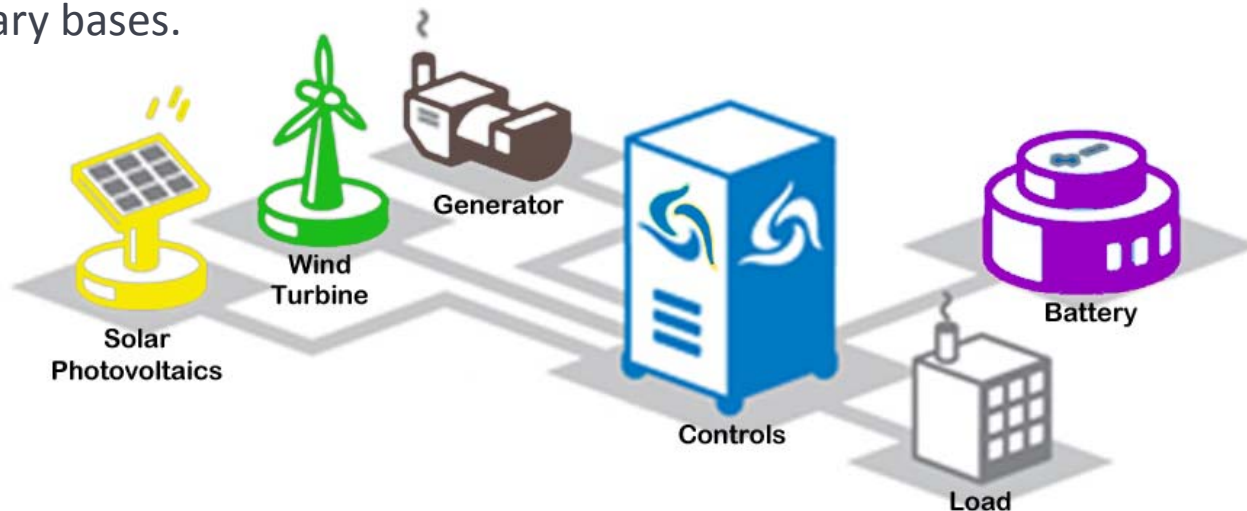 ary bases.
Generator
Wind
Turbine
Battery
Solar
Photovoltaics
Controls
Load